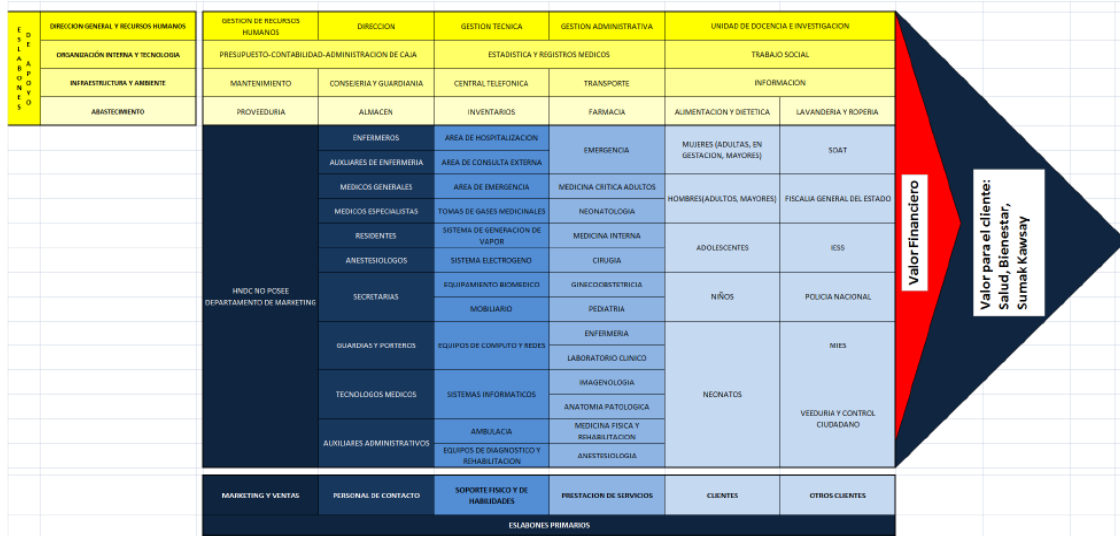 ESLABONES
DE APOYO
DIRECCION GENERAL Y RECURSOS HUMANOS
GESTION DE RECURSOS
HUMANOS
DIRECCION
GESTION TECNICA
GESTION ADMINISTRATIVA
UNIDAD DE DOCENCIA E INVESTIGACION
ORGANIZACIÓN INTERNA Y TECNOLOGIA
PRESUPUESTO-CONTABILIDAD-ADMINISTRACION DE CAJA
ESTADISTICA Y REGISTROS MEDICOS
TRABAJO SOCIAL
INFRAESTRUCTURA Y AMBIENTE
MANTENIMIENTO
CONSEJERIA Y GUARDIANIA
CENTRAL TELEFONICA
TRANSPORTE
INFORMACION
ABASTECIMIENTO
PROVEEDURIA
ALMACEN
INVENTARIOS
FARMACIA
ALIMENTACION Y DIETETICA
LAVANDERIA Y ROPERIA
HNDC NO POSEE
DEPARTAMENTO DE MARKETING
ENFERMEROS
AUXILIARES DE ENFERMERIA
MEDICOS GENERALES
MEDICOS ESPECIALISTAS
RESIDENTES
ANESTESIOLOGOS
SECRETARIAS
GUARDIAS Y PORTEROS
TECNOLOGOS MEDICOS
AUXILIARES ADMINISTRATIVOS
AREA DE HOSPITALIZACION
AREA DE CONSULTA EXTERNA
AREA DE EMERGENCIA
TOMAS DE GASES MEDICINALES
SISTEMA DE GENERACION DE
VAPOR
SISTEMA ELECTROGENO
EQUIPAMIENTO BIOMEDICO
MOBILIARIO
EQUIPOS DE COMPUTO Y REDES
SISTEMAS INFORMATICOS
AMBULACIA
EQUIPOS DE DIAGNOSTICO Y
REHABILITACION
EMERGENCIA
MEDICINA CRITICA ADULTOS
NEONATOLOGIA
MEDICINA INTERNA
CIRUGIA
GINECOOBSTETRICIA
PEDIATRIA
ENFERMERIA
LABORATORIO CLINICO
IMAGENOLOGIA
ANATOMIA PATOLOGICA
MEDICINA FISICA Y
REHABILITACION
ANESTESIOLOGIA
MUJERES (ADULTAS, EN
GESTACION, MAYORES)
HOMBRES(ADULTOS, MAYORES)
ADOLESCENTES
NIÑOS
NEONATOS
SOAT
FISCALIA GENERAL DEL ESTADO
IESS
POLICIA NACIONAL
MIES
VEEDURIA Y CONTROL
CIUDADANO
Valor Financiero
Valor para el cliente:
Salud, Bienestar,
Sumak Kawsay
MARKETING Y VENTAS
PERSONAL DE CONTACTO
SOPORTE FISICO Y DE
HABILIDADES
PRESTACION DE SERVICIOS
CLIENTES
OTROS CLIENTES
ESLABONES PRIMARIOS